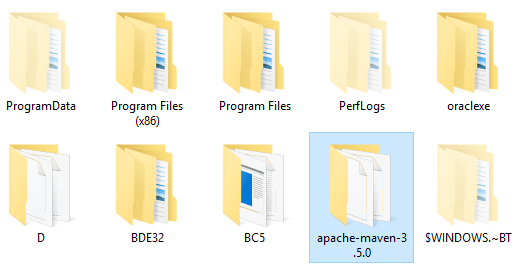 ProgramData
Program Files
(x86)
Program Files
PerfLogs
oraclexe
D
BDE32
BC5
apache-maven-3
.5.0
$WINDOWS.~BT